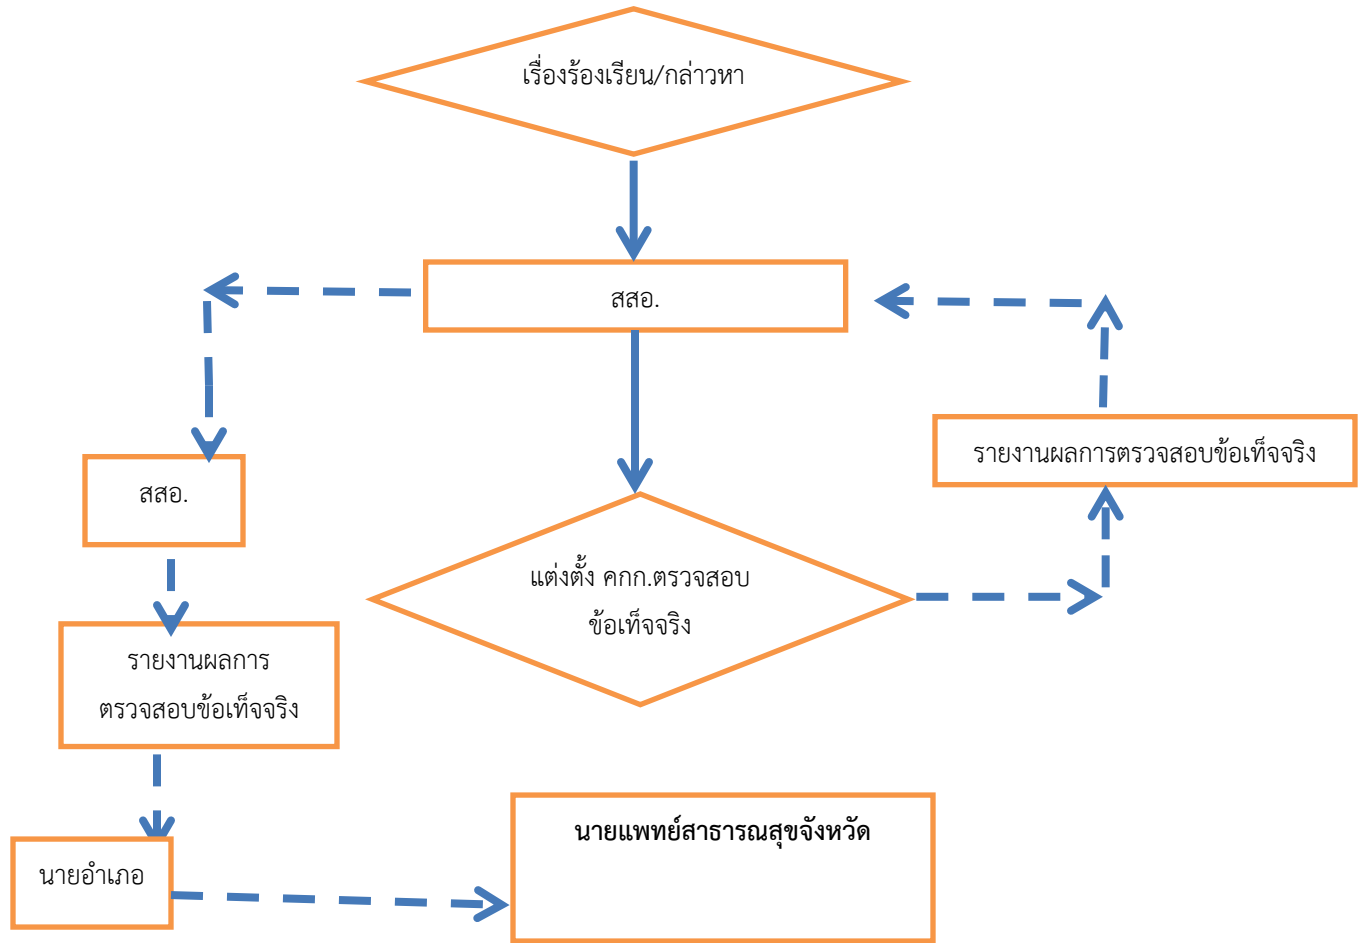 เรื่องร้องเรียน/กล่าวหา
สสอ.
รายงานผลการตรวจสอบข้อเท็จจริง
สสอ.
แต่งตั้ง คกก.ตรวจสอบ
ข้อเท็จจริง
รายงานผลการ
ตรวจสอบข้อเท็จจริง
นายแพทย์สาธารณสุขจังหวัด
นายอำเภอ